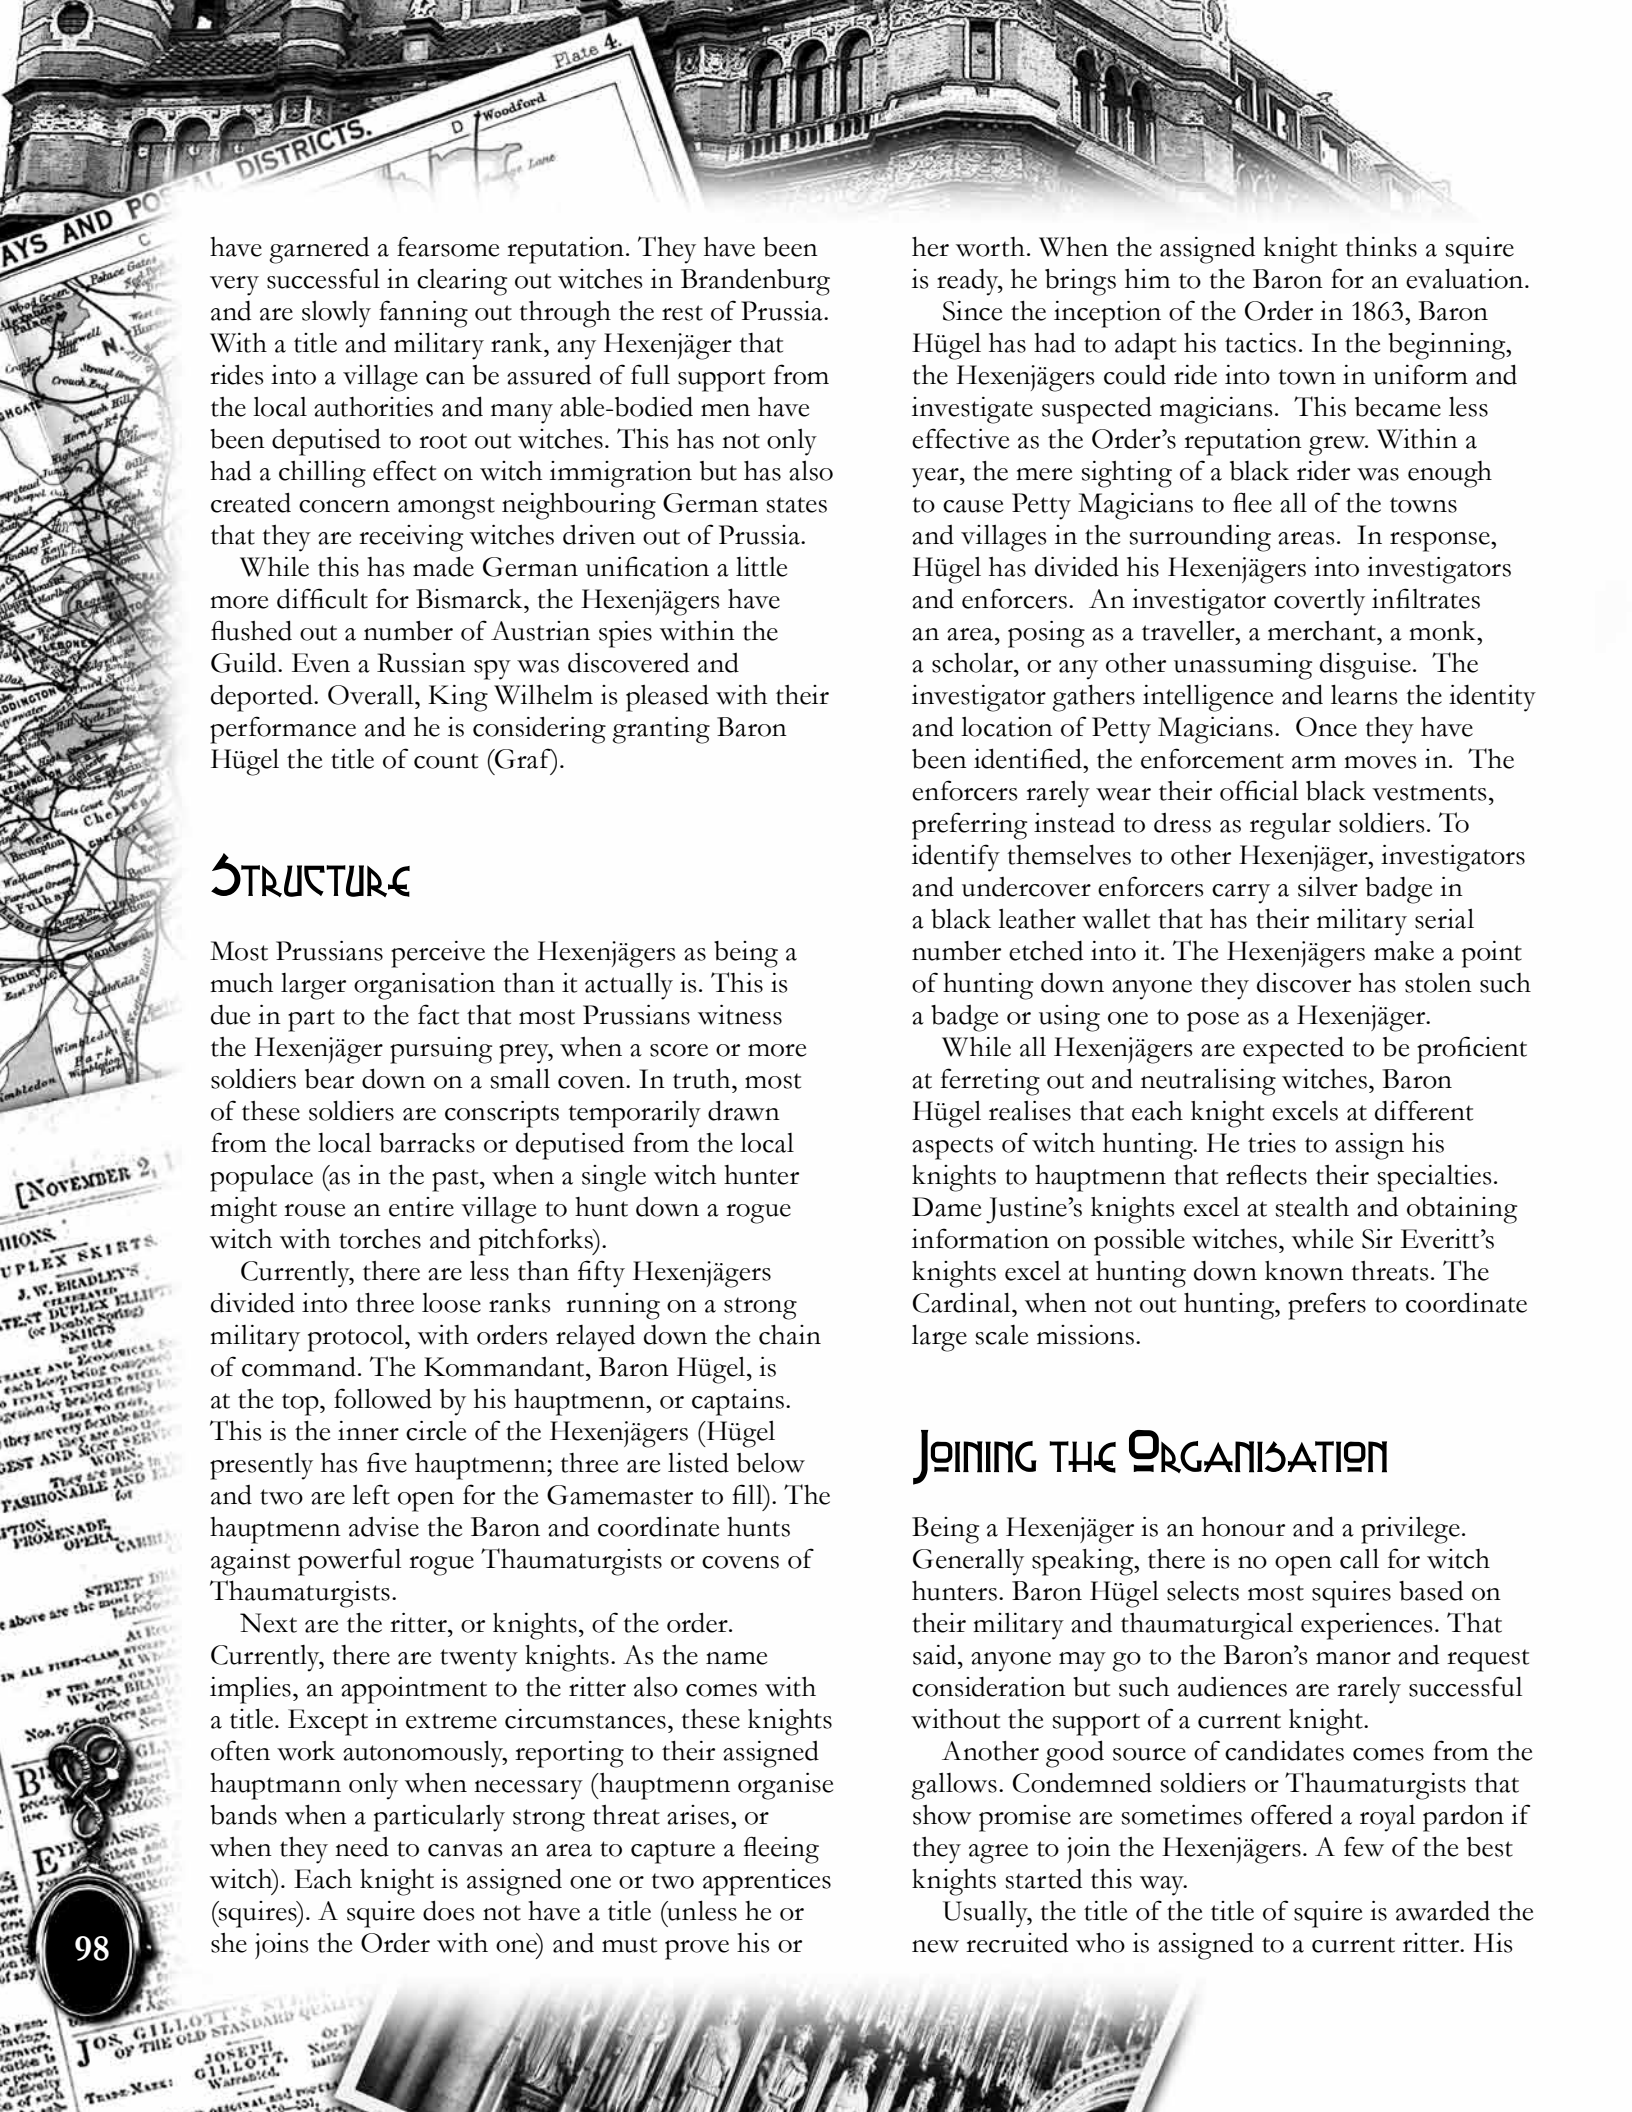 Plate 4.
DISTRICTS.
D
Woodford
AYS AND PO
C
have garnered a fearsome reputation. They have been
very successful in clearing out witches in Brandenburg
and are slowly fanning out through the rest of Prussia.
With a title and military rank, any Hexenjäger that
rides into a village can be assured of full support from
the local authorities and many able-bodied men have
been deputised to root out witches. This has not only
had a chilling effect on witch immigration but has also
created concern amongst neighbouring German states
that they are receiving witches driven out of Prussia.
While this has made German unification a little
more difficult for Bismarck, the Hexenjägers have
flushed out a number of Austrian spies within the
Guild. Even a Russian spy was discovered and
deported. Overall, King Wilhelm is pleased with their
performance and he is considering granting Baron
Hügel the title of count (Graf).
Structure
Most Prussians perceive the Hexenjägers as being a
much larger organisation than it actually is. This is
due in part to the fact that most Prussians witness
the Hexenjäger pursuing prey, when a score or more
soldiers bear down on a small coven. In truth, most
of these soldiers are conscripts temporarily drawn
from the local barracks or deputised from the local
populace (as in the past, when a single witch hunter
might rouse an entire village to hunt down a rogue
witch with torches and pitchforks).
Currently, there are less than fifty Hexenjägers
divided into three loose ranks  running on a strong
military protocol, with orders relayed down the chain
of command. The Kommandant, Baron Hügel, is
at the top, followed by his hauptmenn, or captains.
This is the inner circle of the Hexenjägers (Hügel
presently has five hauptmenn; three are listed below
and two are left open for the Gamemaster to fill). The
hauptmenn advise the Baron and coordinate hunts
against powerful rogue Thaumaturgists or covens of
Thaumaturgists.
Next are the ritter, or knights, of the order.
Currently, there are twenty knights. As the name
implies, an appointment to the ritter also comes with
a title. Except in extreme circumstances, these knights
often work autonomously, reporting to their assigned
hauptmann only when necessary (hauptmenn organise
bands when a particularly strong threat arises, or
when they need to canvas an area to capture a fleeing
witch). Each knight is assigned one or two apprentices
(squires). A squire does not have a title (unless he or
she joins the Order with one) and must prove his or
her worth. When the assigned knight thinks a squire
is ready, he brings him to the Baron for an evaluation.
Since the inception of the Order in 1863, Baron
Hügel has had to adapt his tactics. In the beginning,
the Hexenjägers could ride into town in uniform and
investigate suspected magicians.  This became less
effective as the Order's reputation grew. Within a
year, the mere sighting of a black rider was enough
to cause Petty Magicians to flee all of the towns
and villages in the surrounding areas.  In response,
Hügel has divided his Hexenjägers into investigators
and enforcers.  An investigator covertly infiltrates
an area, posing as a traveller, a merchant, a monk,
a scholar, or any other unassuming disguise.  The
investigator gathers intelligence and learns the identity
and location of Petty Magicians.  Once they have
been identified, the enforcement arm moves in.  The
enforcers rarely wear their official black vestments,
preferring instead to dress as regular soldiers. To
identify themselves to other Hexenjäger, investigators
and undercover enforcers carry a silver badge in
a black leather wallet that has their military serial
number etched into it. The Hexenjägers make a point
of hunting down anyone they discover has stolen such
a badge or using one to pose as a Hexenjäger.
While all Hexenjägers are expected to be proficient
at ferreting out and neutralising witches, Baron
Hügel realises that each knight excels at different
aspects of witch hunting. He tries to assign his
knights to hauptmenn that reflects their specialties.
Dame Justine's knights excel at stealth and obtaining
information on possible witches, while Sir Everitt's
knights excel at hunting down known threats. The
Cardinal, when not out hunting, prefers to coordinate
large scale missions.
Joining the Organisation
Being a Hexenjäger is an honour and a privilege.
Generally speaking, there is no open call for witch
hunters. Baron Hügel selects most squires based on
their military and thaumaturgical experiences. That
said, anyone may go to the Baron's manor and request
consideration but such audiences are rarely successful
without the support of a current knight.
Another good source of candidates comes from the
gallows. Condemned soldiers or Thaumaturgists that
show promise are sometimes offered a royal pardon if
they agree to join the Hexenjägers. A few of the best
knights started this way.
Usually, the title of the title of squire is awarded the
new recruited who is assigned to a current ritter. His
[NOVEMBER 2,
UPLEX SKIRTS
J. W. BRADLEY'S
(or Double Spring)
SKIRTS
are the
WORN.
FASHIONABLE AND
for
PROMENADE,
OPERA,
STREET
98
JOS. GILLOTT'S
OF THE OLD STANDARD QUALITY
JOSEPH
GILLOTT,
Warranted.
TRADE MARK: